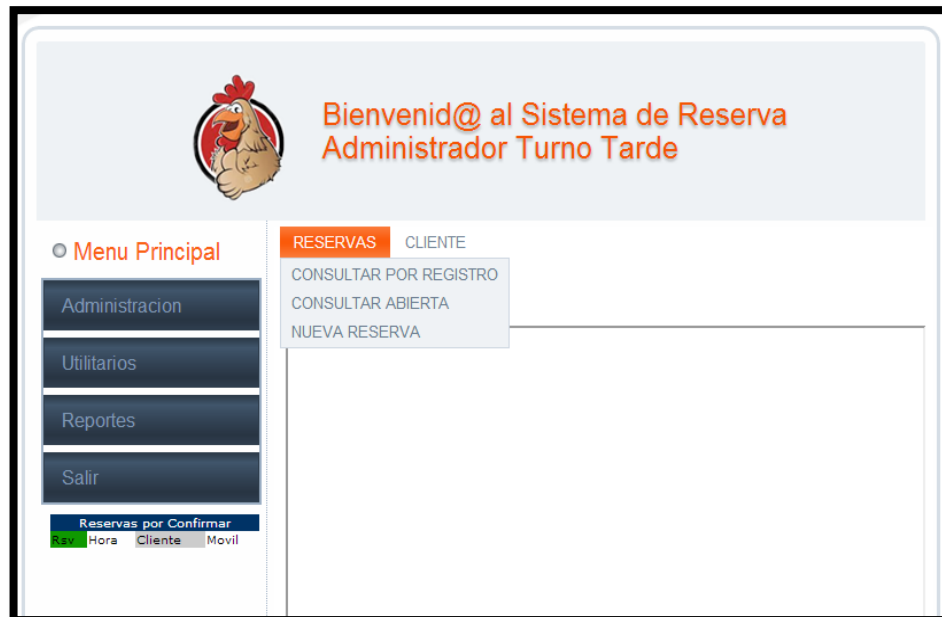 Bienvenid@ al Sistema de Reserva
Administrador Turno Tarde
Menu Principal
Administracion
Utilitarios
Reportes
Salir
Reservas por Confirmar
Rsv Hora Cliente Movil
RESERVAS CLIENTE
CONSULTAR POR REGISTRO
CONSULTAR ABIERTA
NUEVA RESERVA